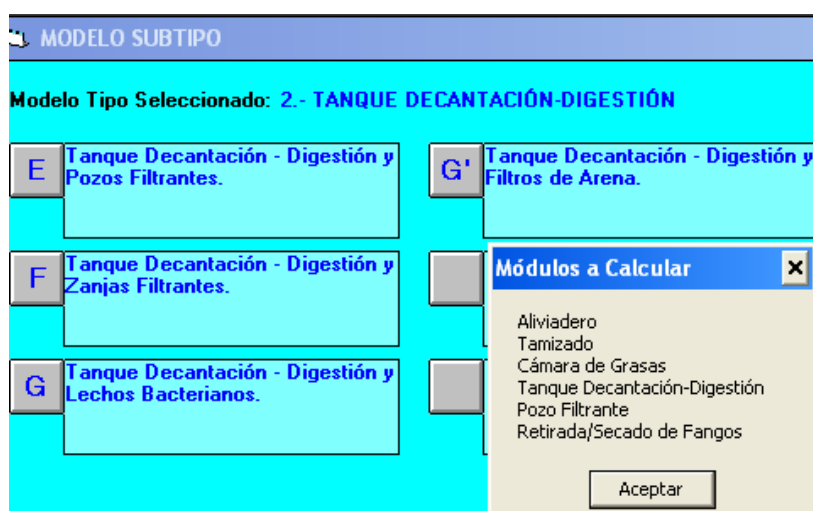 MODELO SUBTIPO
Modelo Tipo Seleccionado: 2.- TANQUE DECANTACIÓN-DIGESTIÓN
E
Tanque Decantación - Digestión y
Pozos Filtrantes.
G'
Tanque Decantación - Digestión y
Filtros de Arena.
F
Tanque Decantación - Digestión y
Zanjas Filtrantes.
G
Tanque Decantación - Digestión y
Lechos Bacterianos.
Módulos a Calcular
Aliviadero
Tamizado
Cámara de Grasas
Tanque Decantación-Digestión
Pozo Filtrante
Retirada/Secado de Fangos
Aceptar